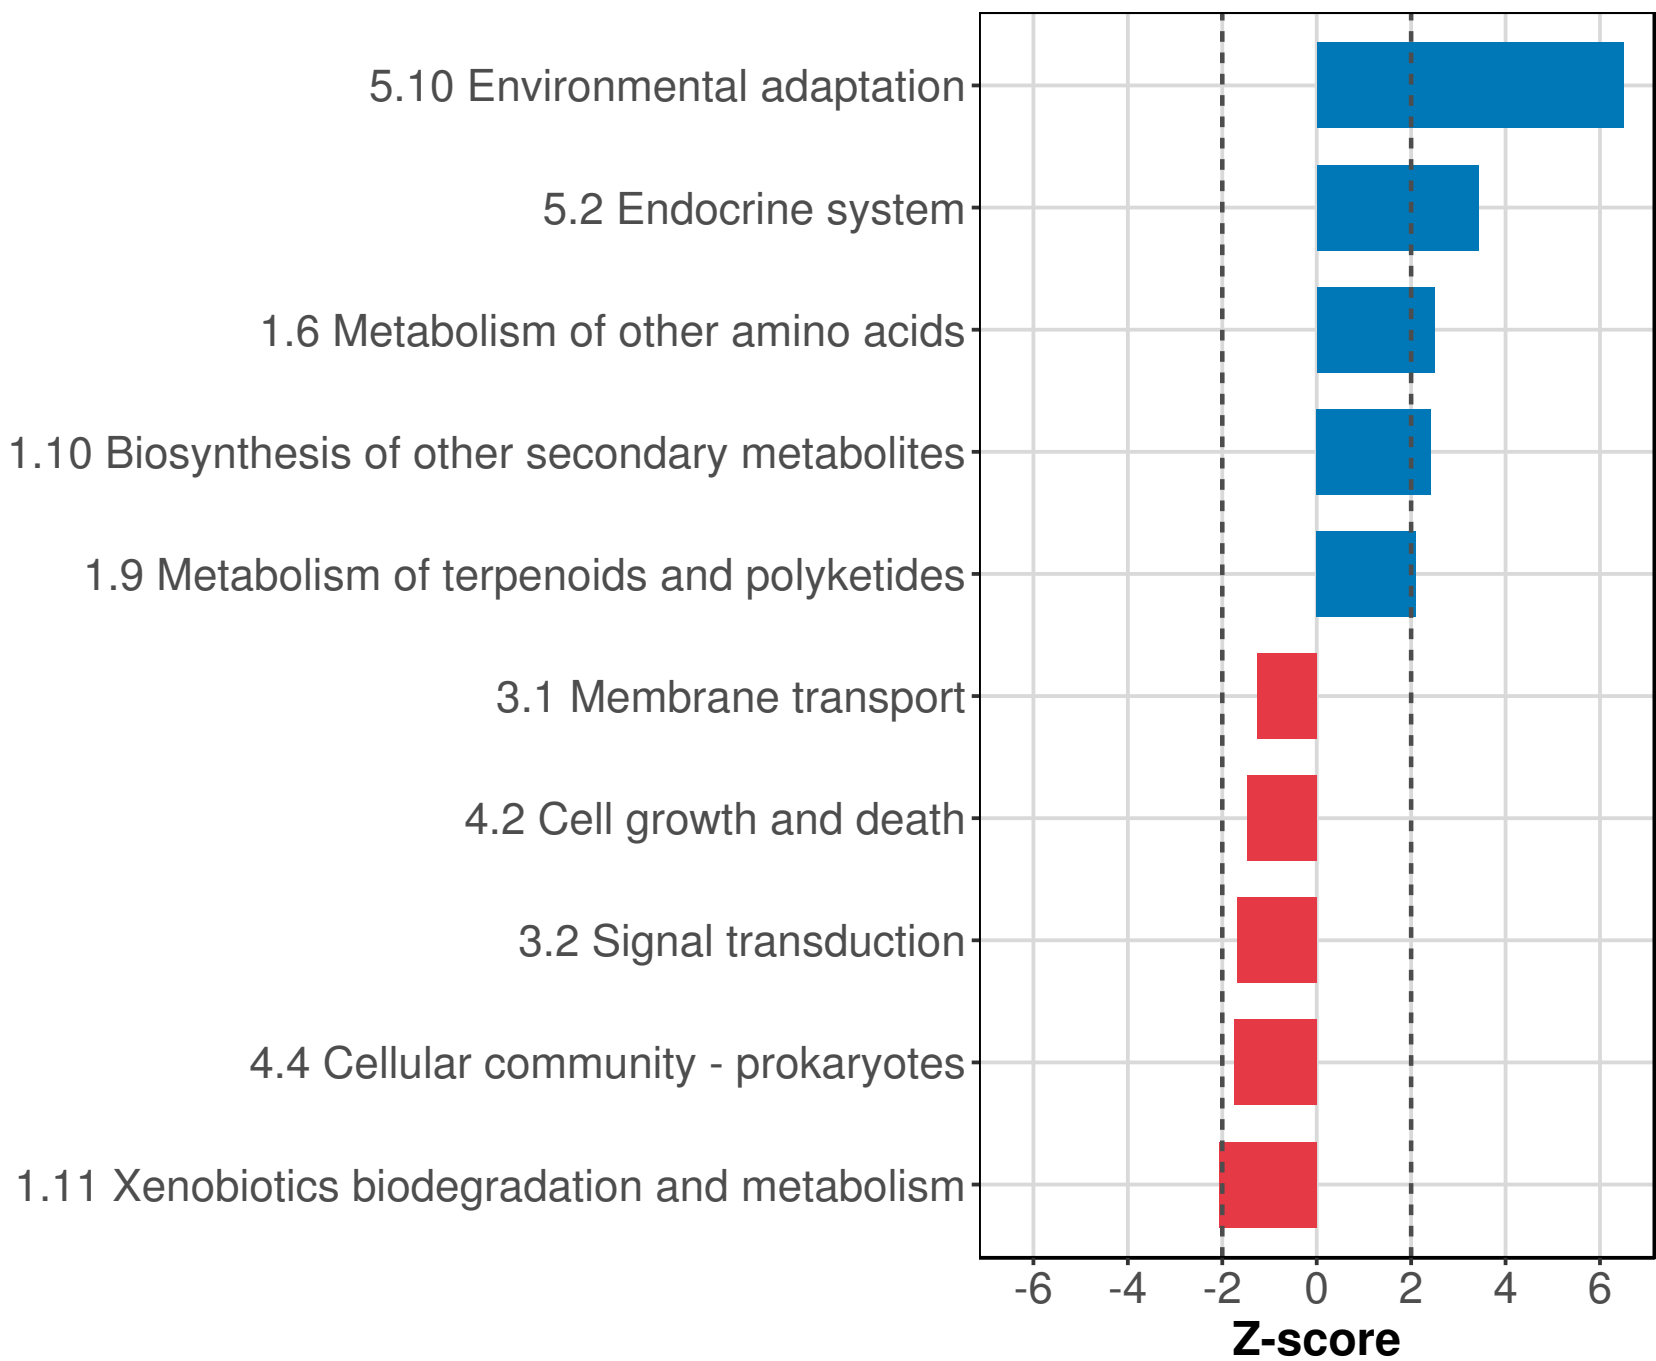 5.10 Environmental adaptation
5.2 Endocrine system
1.6 Metabolism of other amino acids
1.10 Biosynthesis of other secondary metabolites
1.9 Metabolism of terpenoids and polyketides
3.1 Membrane transport
4.2 Cell growth and death
3.2 Signal transduction
4.4 Cellular community - prokaryotes
1.11 Xenobiotics biodegradation and metabolism
-6 -4 -2 0 2 4 6
Z-score